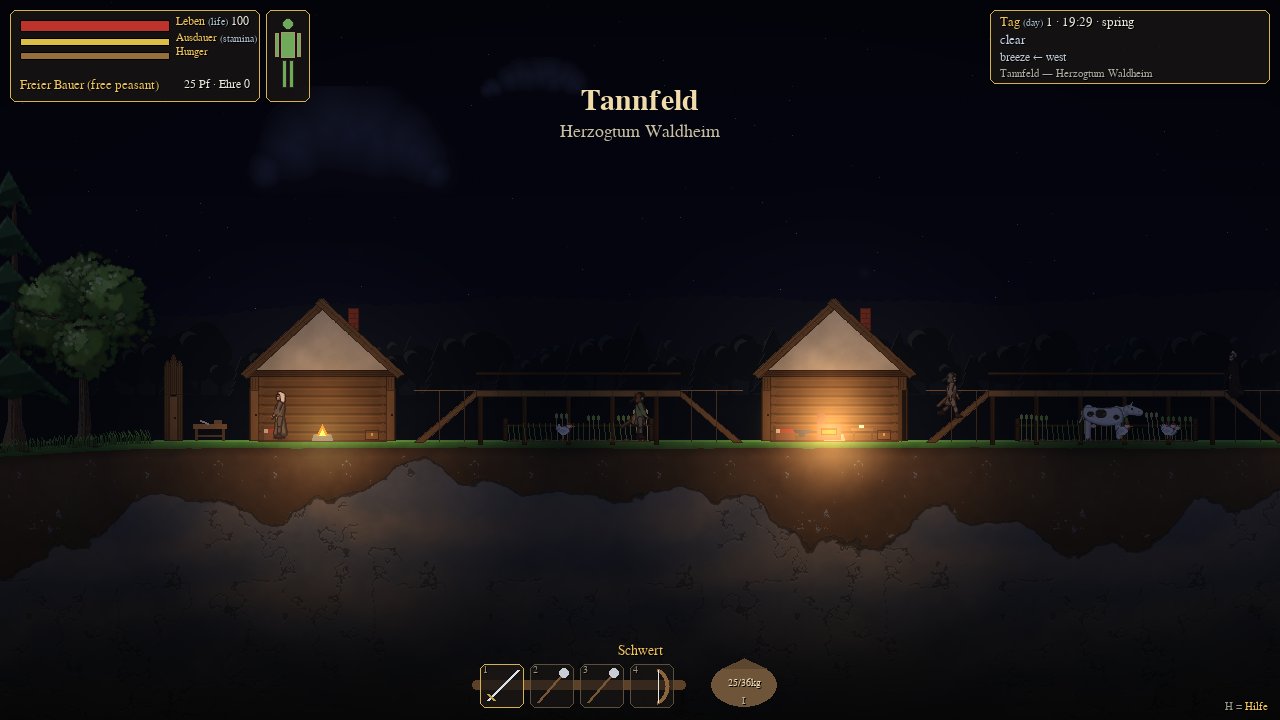 Leben (life) 100
Ausdauer (stamina)
Hunger
Freier Bauer (free peasant) 25 Pf · Ehre 0
Tag (day) 1 · 19:29 · spring
clear
breeze ← west
Tannfeld — Herzogtum Waldheim
Tannfeld
Herzogtum Waldheim
Schwert
1 2 3 4
25/36kg
I
H = Hilfe